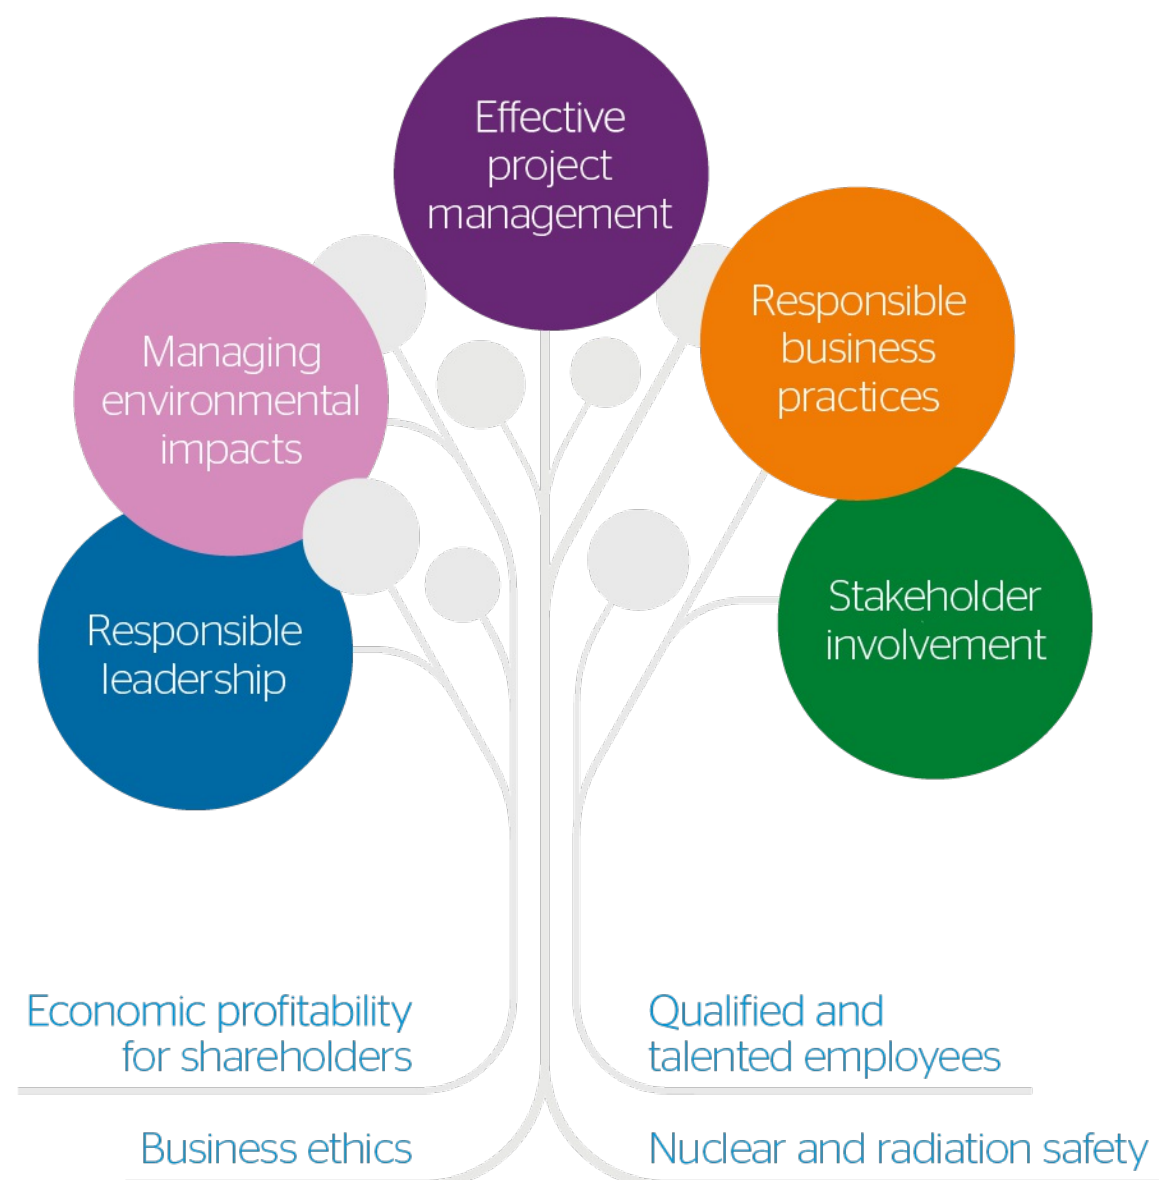 Effective
project
management
Responsible
business
practices
Managing
environmental
impacts
Stakeholder
involvement
Responsible
leadership
Economic profitability
for shareholders
Qualified and
talented employees
Business ethics
Nuclear and radiation safety